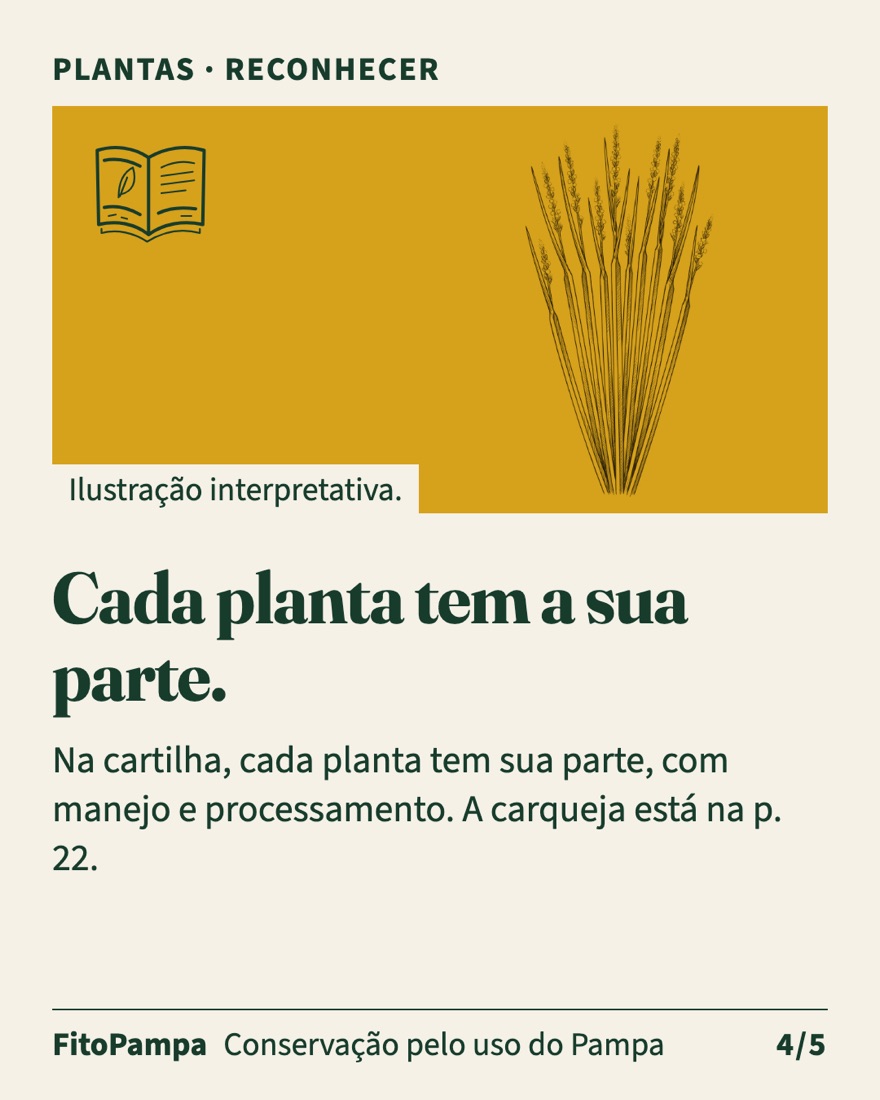 PLANTAS · RECONHECER
Ilustração interpretativa.
Cada planta tem a sua
parte.
Na cartilha, cada planta tem sua parte, com
manejo e processamento. A carqueja está na p.
22.
FitoPampa Conservação pelo uso do Pampa 4/5